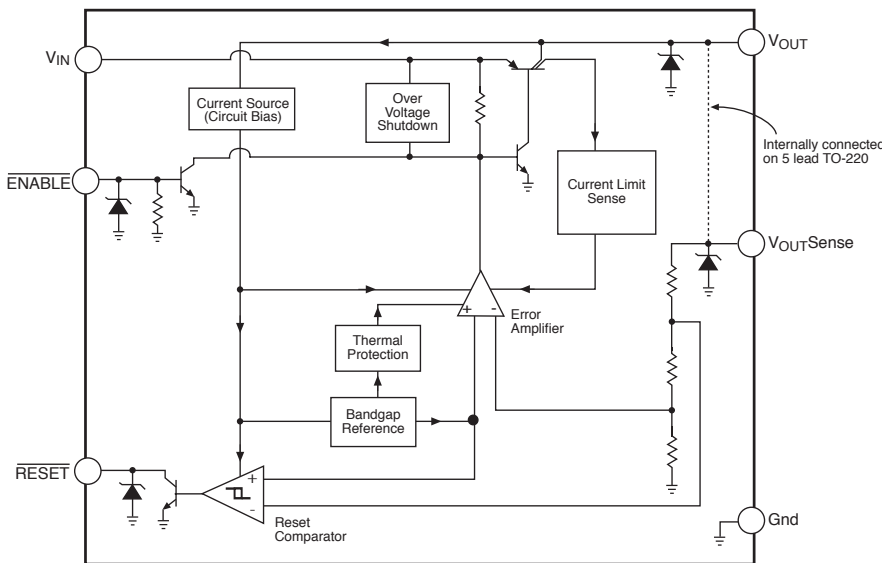 VIN
VOUT
Current Source
(Circuit Bias)
Over
Voltage
Shutdown
Internally connected
on 5 lead TO-220
ENABLE
Current Limit
Sense
VOUTSense
+ -
Error
Amplifier
Thermal
Protection
Bandgap
Reference
RESET
+
-
Reset
Comparator
Gnd